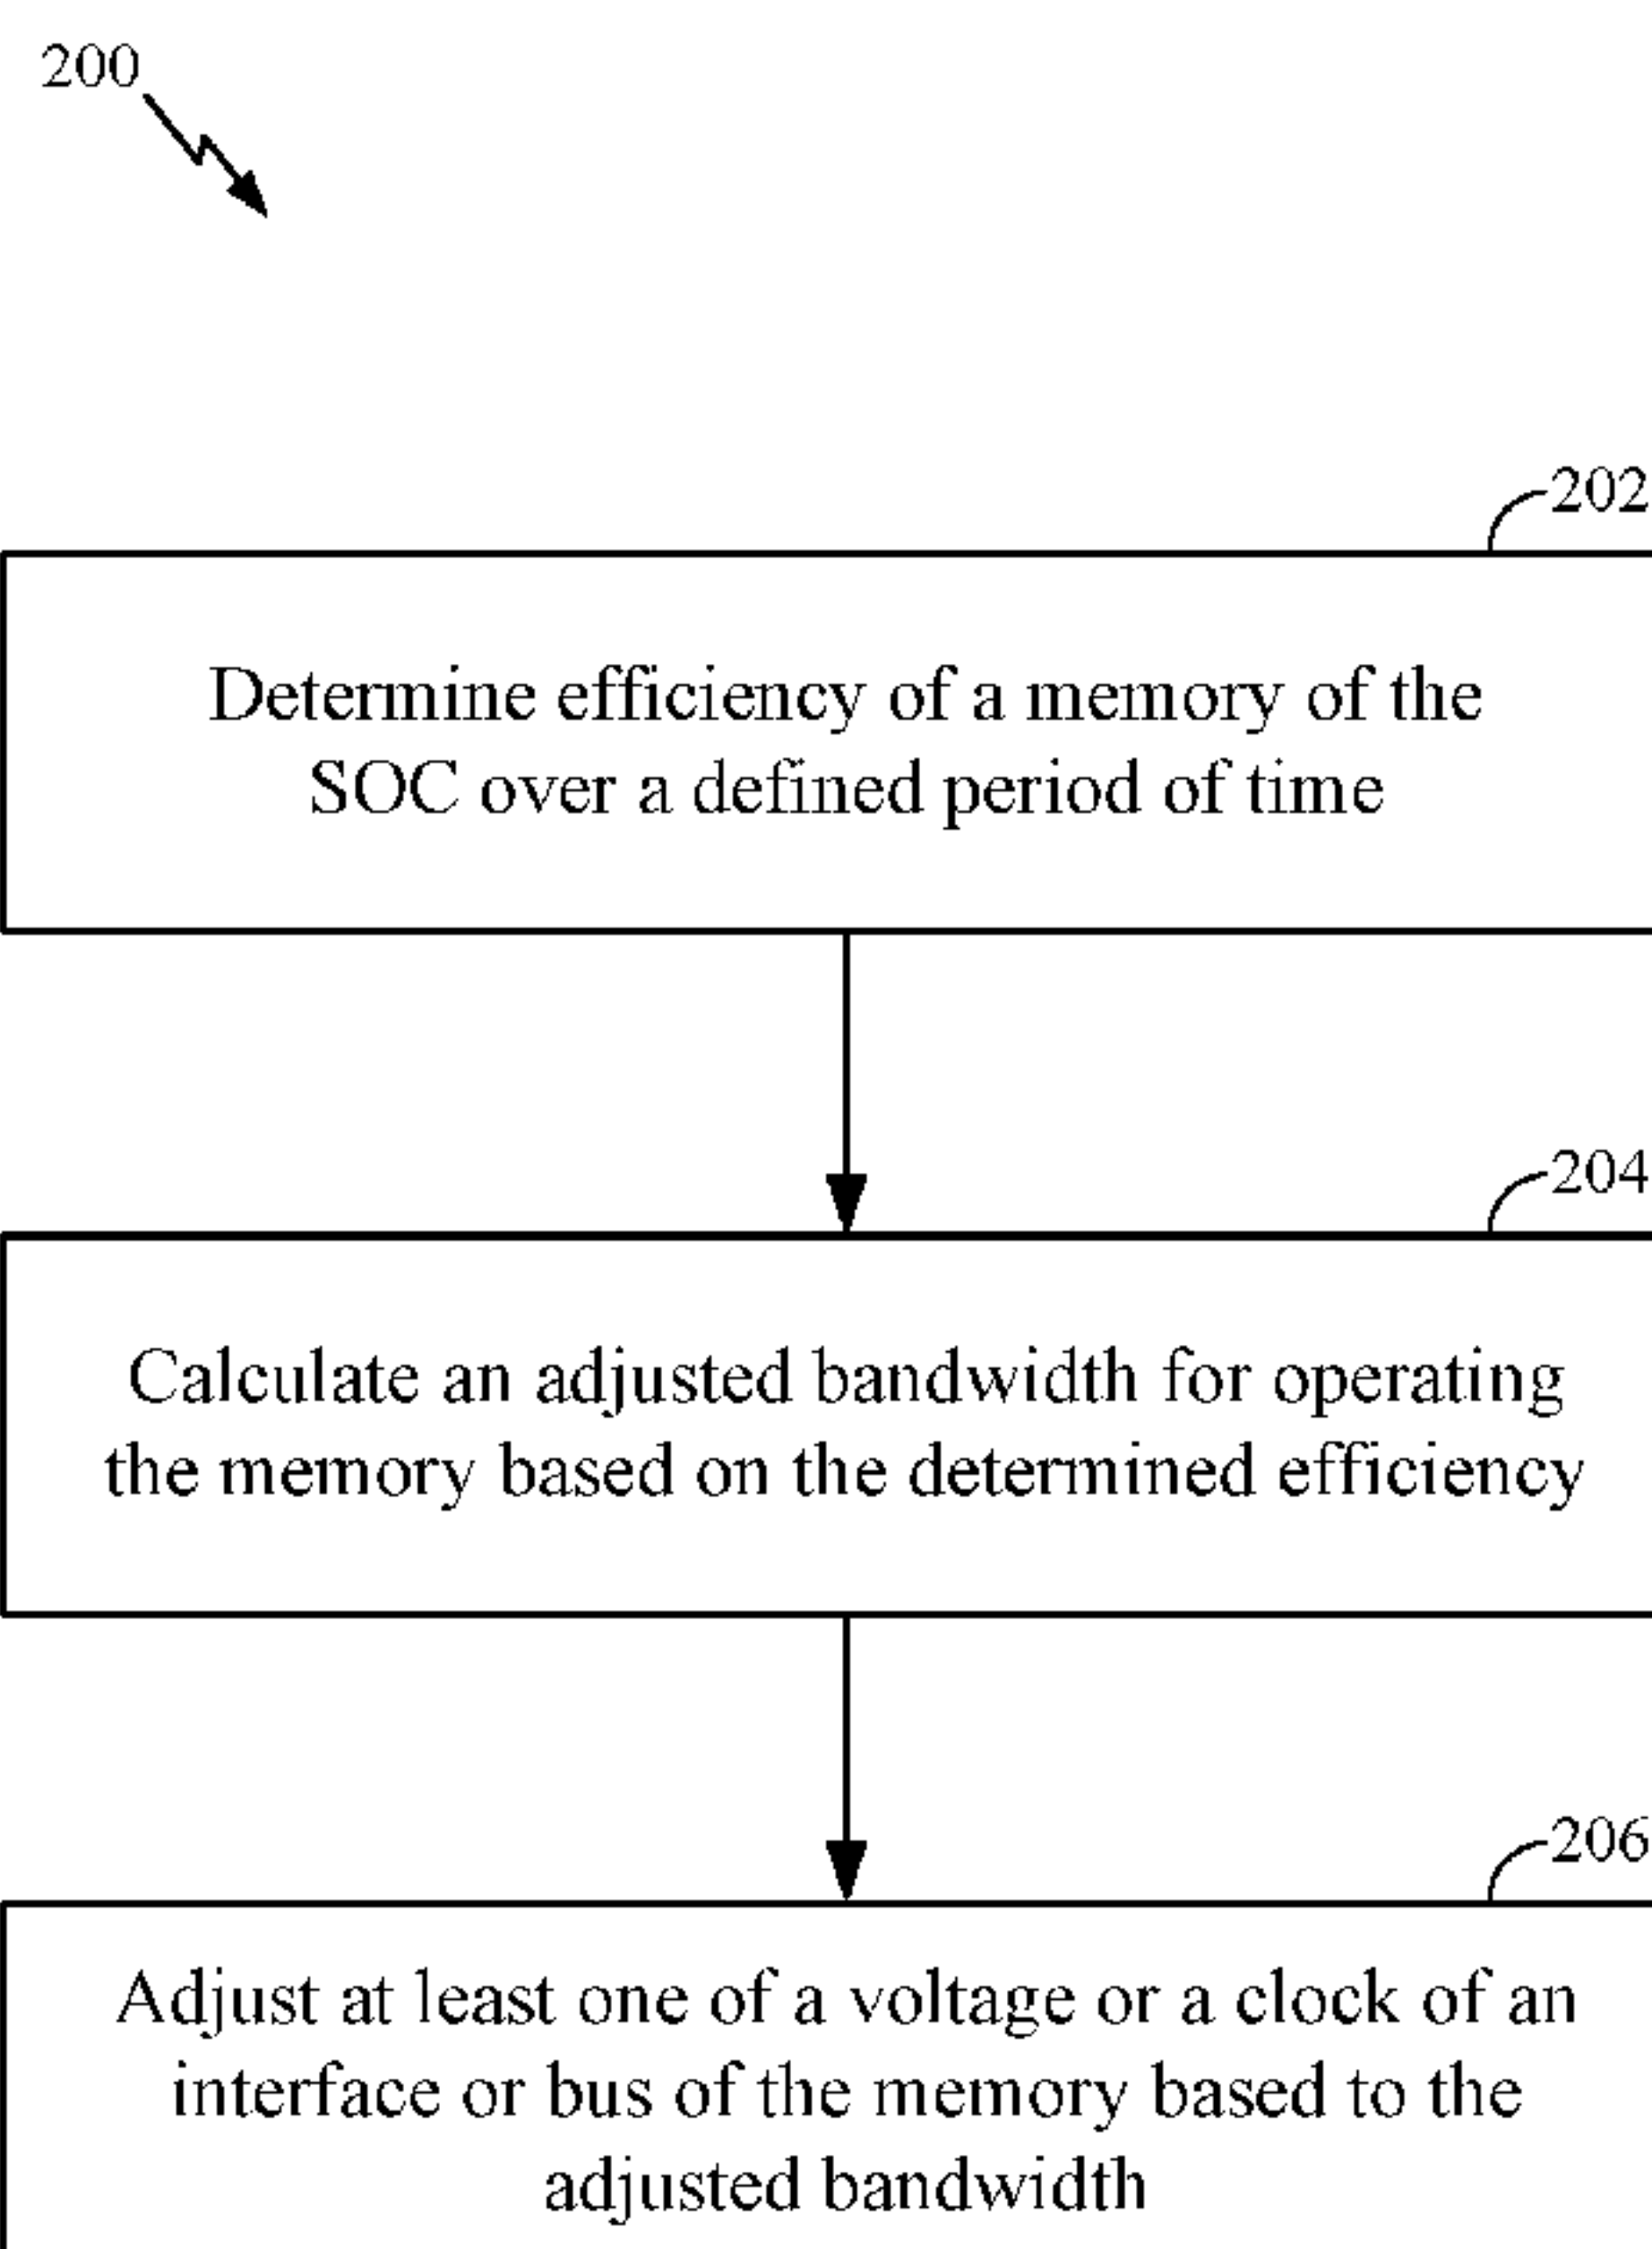 200
202
Determine efficiency of a memory of the
SOC over a defined period of time
204
Calculate an adjusted bandwidth for operating
the memory based on the determined efficiency
206
Adjust at least one of a voltage or a clock of an
interface or bus of the memory based to the
adjusted bandwidth